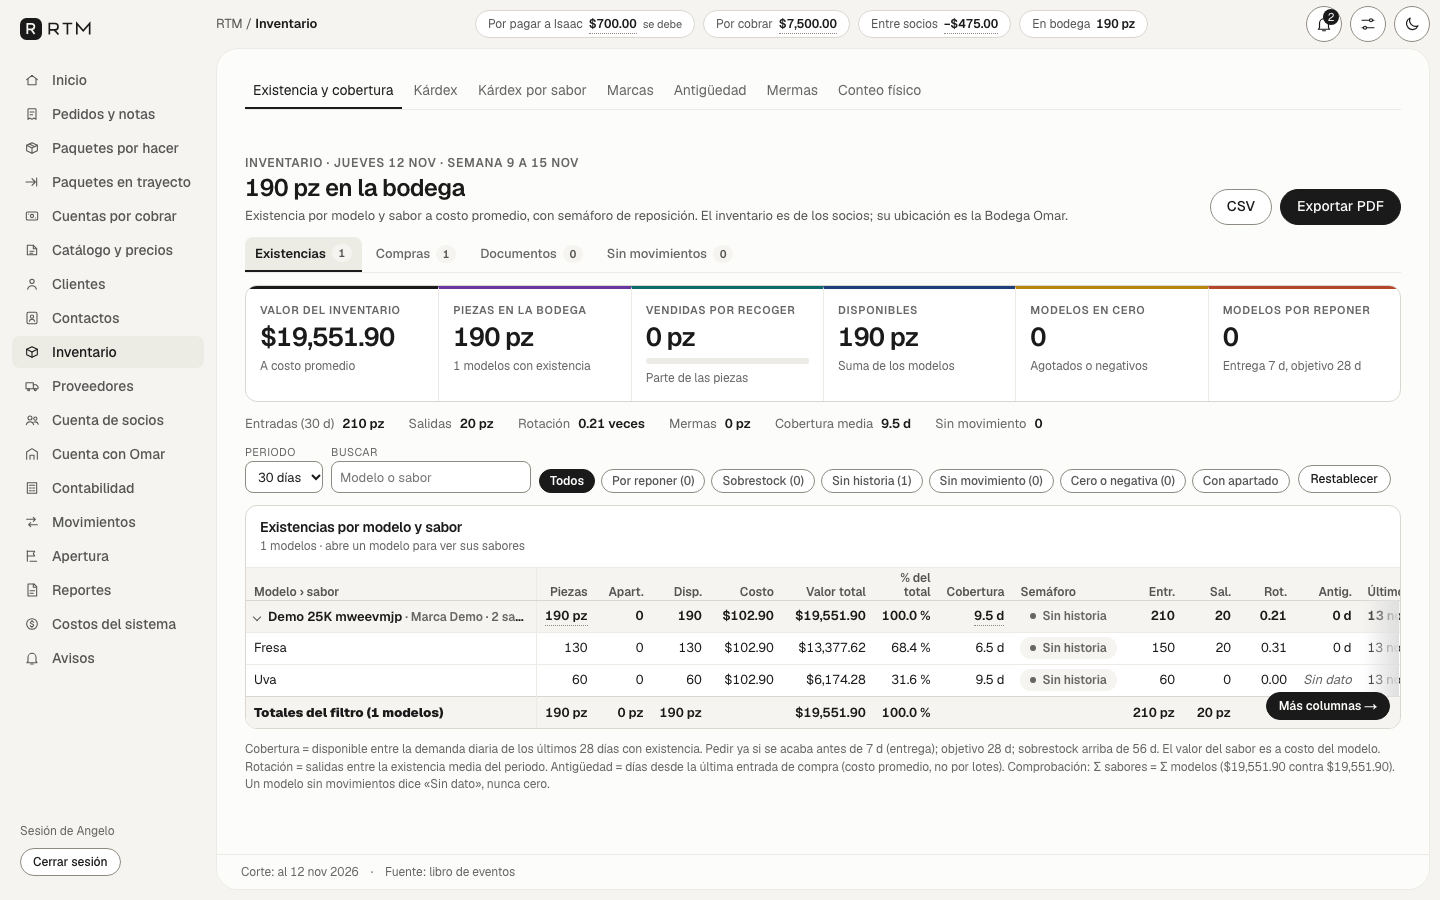 R RTM
RTM / Inventario
Por pagar a Isaac $700.00 se debe
Por cobrar $7,500.00
Entre socios −$475.00
En bodega 190 pz
2
Inicio
Pedidos y notas
Paquetes por hacer
Paquetes en trayecto
Cuentas por cobrar
Catálogo y precios
Clientes
Contactos
Inventario
Proveedores
Cuenta de socios
Cuenta con Omar
Contabilidad
Movimientos
Apertura
Reportes
Costos del sistema
Avisos
Sesión de Angelo
Cerrar sesión
Existencia y cobertura Kárdex Kárdex por sabor Marcas Antigüedad Mermas Conteo físico
INVENTARIO · JUEVES 12 NOV · SEMANA 9 A 15 NOV
190 pz en la bodega
Existencia por modelo y sabor a costo promedio, con semáforo de reposición. El inventario es de los socios; su ubicación es la Bodega Omar.
CSV
Exportar PDF
Existencias 1 Compras 1 Documentos 0 Sin movimientos 0
VALOR DEL INVENTARIO
$19,551.90
A costo promedio
PIEZAS EN LA BODEGA
190 pz
1 modelos con existencia
VENDIDAS POR RECOGER
0 pz
Parte de las piezas
DISPONIBLES
190 pz
Suma de los modelos
MODELOS EN CERO
0
Agotados o negativos
MODELOS POR REPONER
0
Entrega 7 d, objetivo 28 d
Entradas (30 d) 210 pz Salidas 20 pz Rotación 0.21 veces Mermas 0 pz Cobertura media 9.5 d Sin movimiento 0
PERIODO
30 días
BUSCAR
Modelo o sabor
Todos Por reponer (0) Sobrestock (0) Sin historia (1) Sin movimiento (0) Cero o negativa (0) Con apartado Restablecer
Existencias por modelo y sabor
1 modelos · abre un modelo para ver sus sabores
Modelo › sabor Piezas Apart. Disp. Costo Valor total % del total Cobertura Semáforo Entr. Sal. Rot. Antig.
Demo 25K mweevmjp · Marca Demo · 2 sa... 190 pz 0 190 $102.90 $19,551.90 100.0 % 9.5 d Sin historia 210 20 0.21 0 d 13
Fresa 130 0 130 $102.90 $13,377.62 68.4 % 6.5 d Sin historia 150 20 0.31 0 d 13
Uva 60 0 60 $102.90 $6,174.28 31.6 % 9.5 d Sin historia 60 0 0.00 Sin dato 13
Totales del filtro (1 modelos) 190 pz 0 pz 190 pz $19,551.90 100.0 % 210 pz 20 pz
Más columnas →
Cobertura = disponible entre la demanda diaria de los últimos 28 días con existencia. Pedir ya si se acaba antes de 7 d (entrega); objetivo 28 d; sobrestock arriba de 56 d. El valor del sabor es a costo del modelo.
Rotación = salidas entre la existencia media del periodo. Antigüedad = días desde la última entrada de compra (costo promedio, no por lotes). Comprobación: Σ sabores = Σ modelos ($19,551.90 contra $19,551.90).
Un modelo sin movimientos dice «Sin dato», nunca cero.
Corte: al 12 nov 2026 · Fuente: libro de eventos